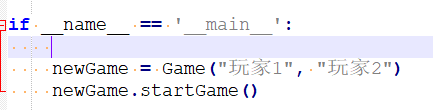 if __name__ == '__main__':
newGame = Game("玩家1", "玩家2")
newGame.startGame()